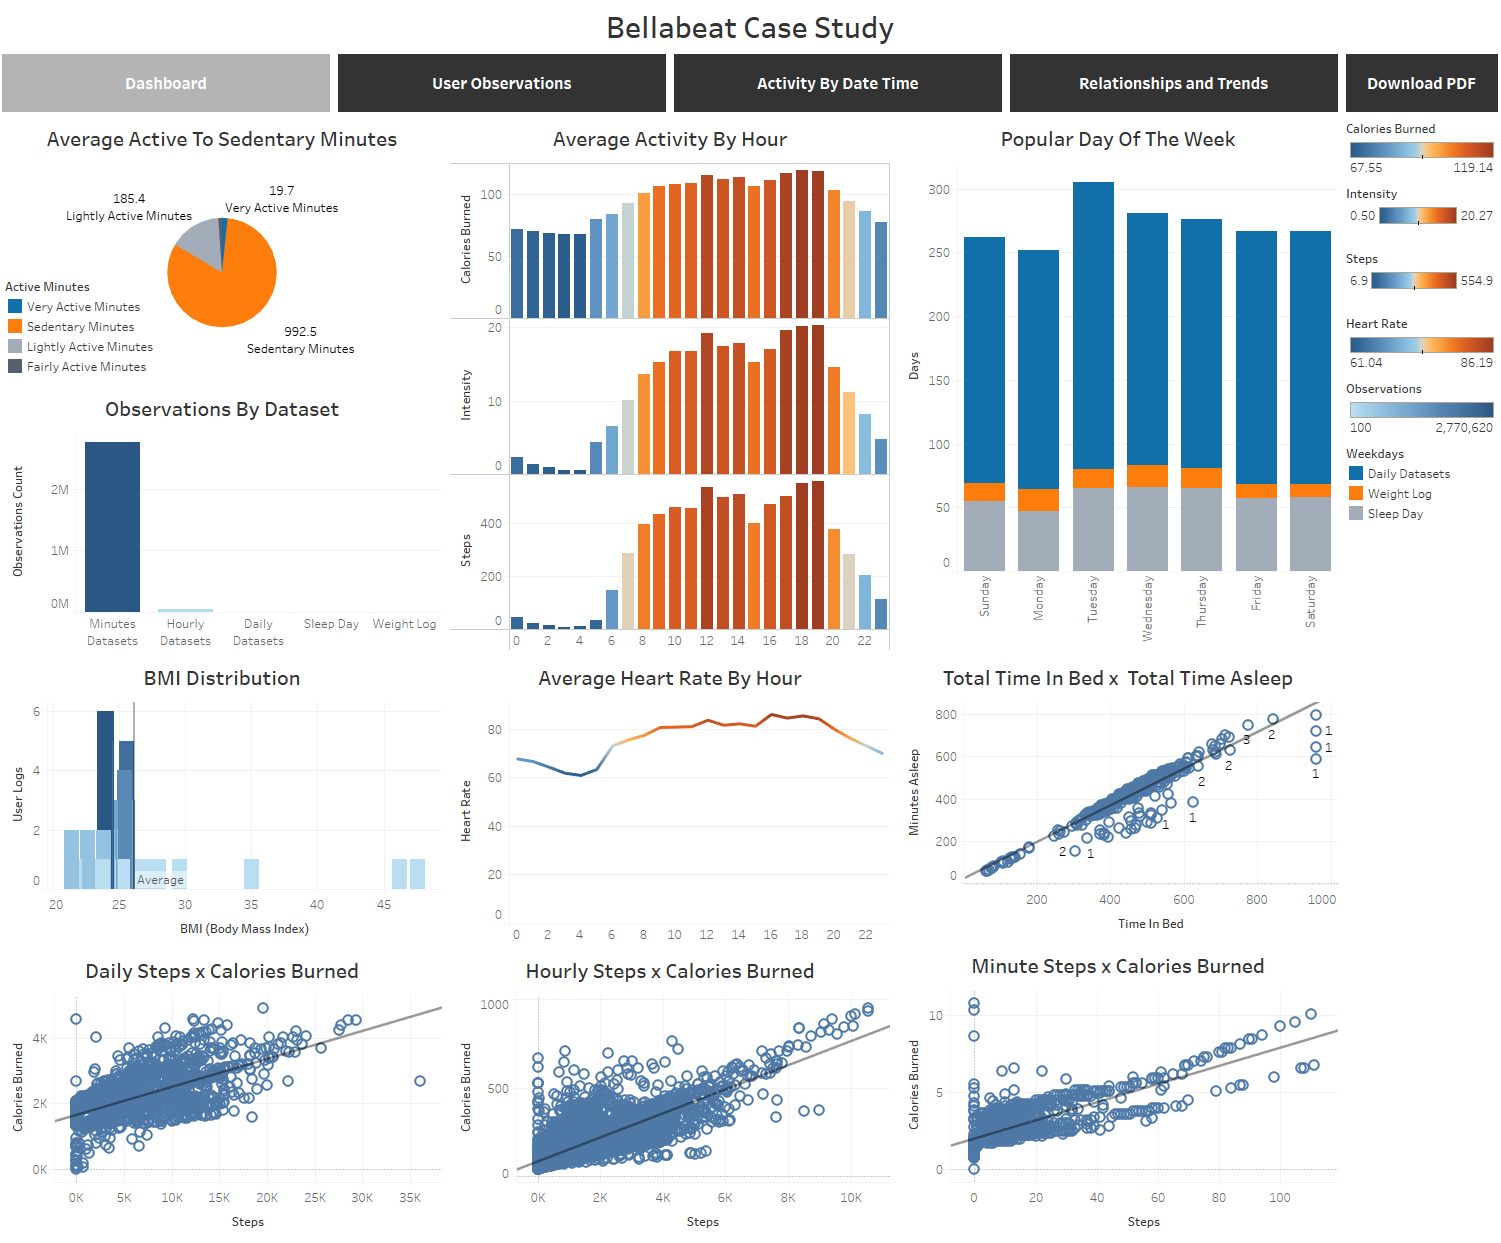 Bellabeat Case Study
Dashboard
User Observations
Activity By Date Time
Relationships and Trends
Download PDF
Average Active To Sedentary Minutes
185.4
Lightly Active Minutes
19.7
Very Active Minutes
992.5
Sedentary Minutes
Active Minutes
Very Active Minutes
Sedentary Minutes
Lightly Active Minutes
Fairly Active Minutes
Average Activity By Hour
Calories Burned
100
50
0
Intensity
20
10
0
Steps
400
200
0
0 2 4 6 8 10 12 14 16 18 20 22
Popular Day Of The Week
Days
300
250
200
150
100
50
0
Sunday
Monday
Tuesday
Wednesday
Thursday
Friday
Saturday
Calories Burned
67.55 119.14
Intensity
0.50 20.27
Steps
6.9 554.9
Heart Rate
61.04 86.19
Observations
100 2,770,620
Weekdays
Daily Datasets
Weight Log
Sleep Day
Observations By Dataset
Observations Count
2M
1M
0M
Minutes Datasets
Hourly Datasets
Daily Datasets
Sleep Day
Weight Log
BMI Distribution
User Logs
6
4
2
0
Average
20 25 30 35 40 45
BMI (Body Mass Index)
Average Heart Rate By Hour
Heart Rate
80
60
40
20
0
0 2 4 6 8 10 12 14 16 18 20 22
Total Time In Bed x Total Time Asleep
Minutes Asleep
800
600
400
200
0
3
2
1
1
1
2
2
1
1
2
1
200 400 600 800 1000
Time In Bed
Daily Steps x Calories Burned
Calories Burned
4K
2K
0K
0K 5K 10K 15K 20K 25K 30K 35K
Steps
Hourly Steps x Calories Burned
Calories Burned
1000
500
0
0K 2K 4K 6K 8K 10K
Steps
Minute Steps x Calories Burned
Calories Burned
10
5
0
0 20 40 60 80 100
Steps